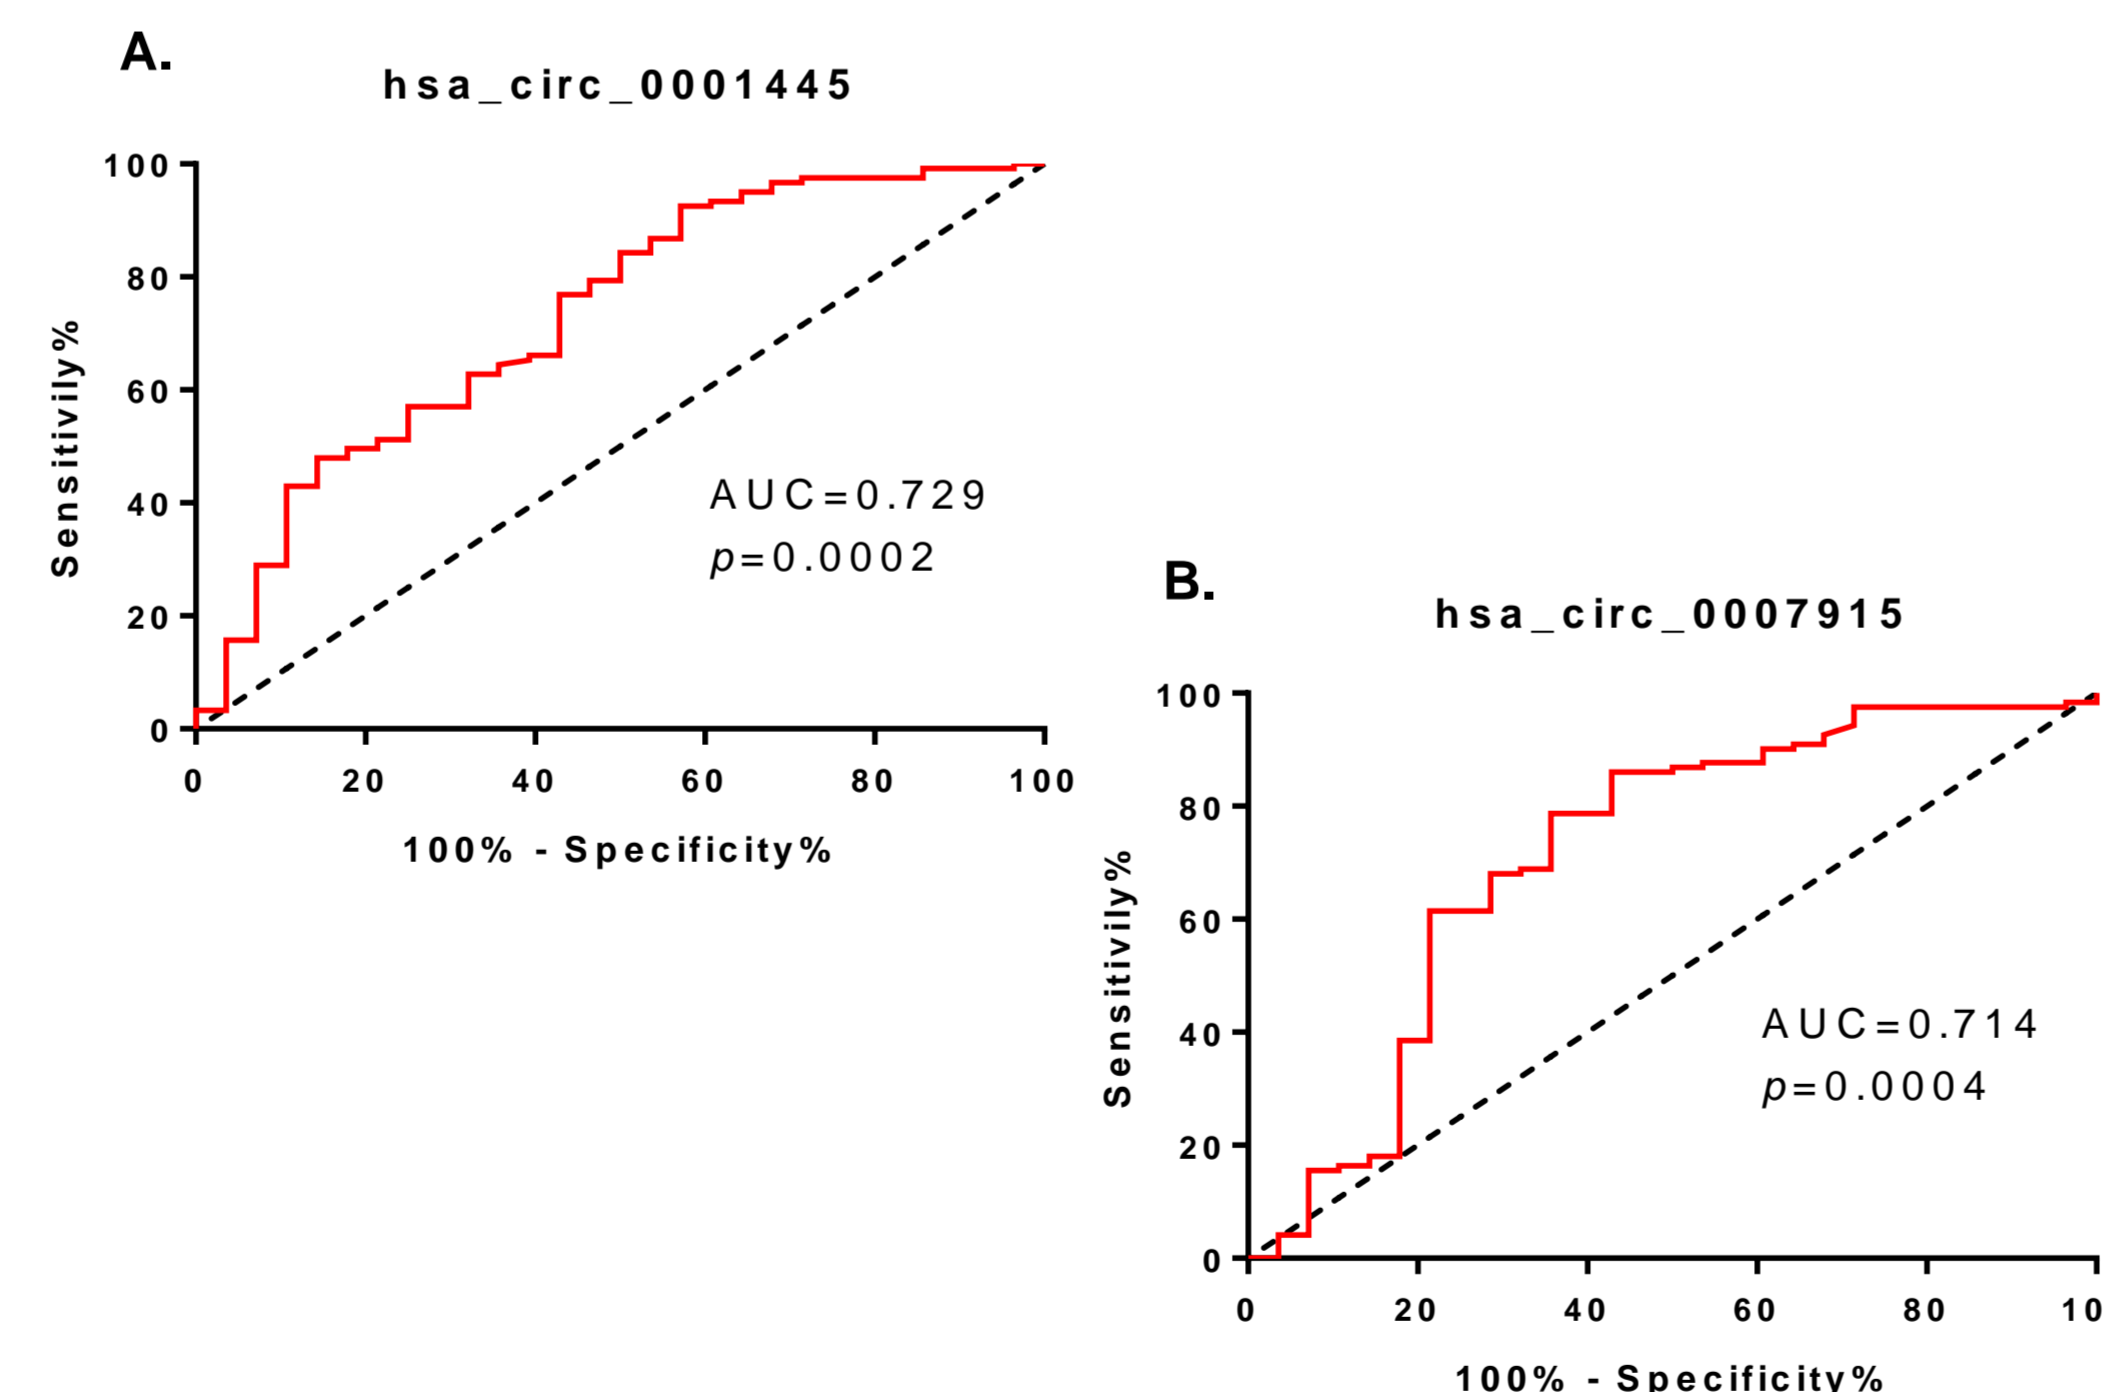 A.
hsa_circ_0001445
100
80
60
40
20
0
Sensitivily%
AUC=0.729
p=0.0002
0 20 40 60 80 100
100% - Specificity%
B.
hsa_circ_0007915
100
80
60
40
20
0
Sensitivily%
AUC=0.714
p=0.0004
0 20 40 60 80 10
100% - Specificity%